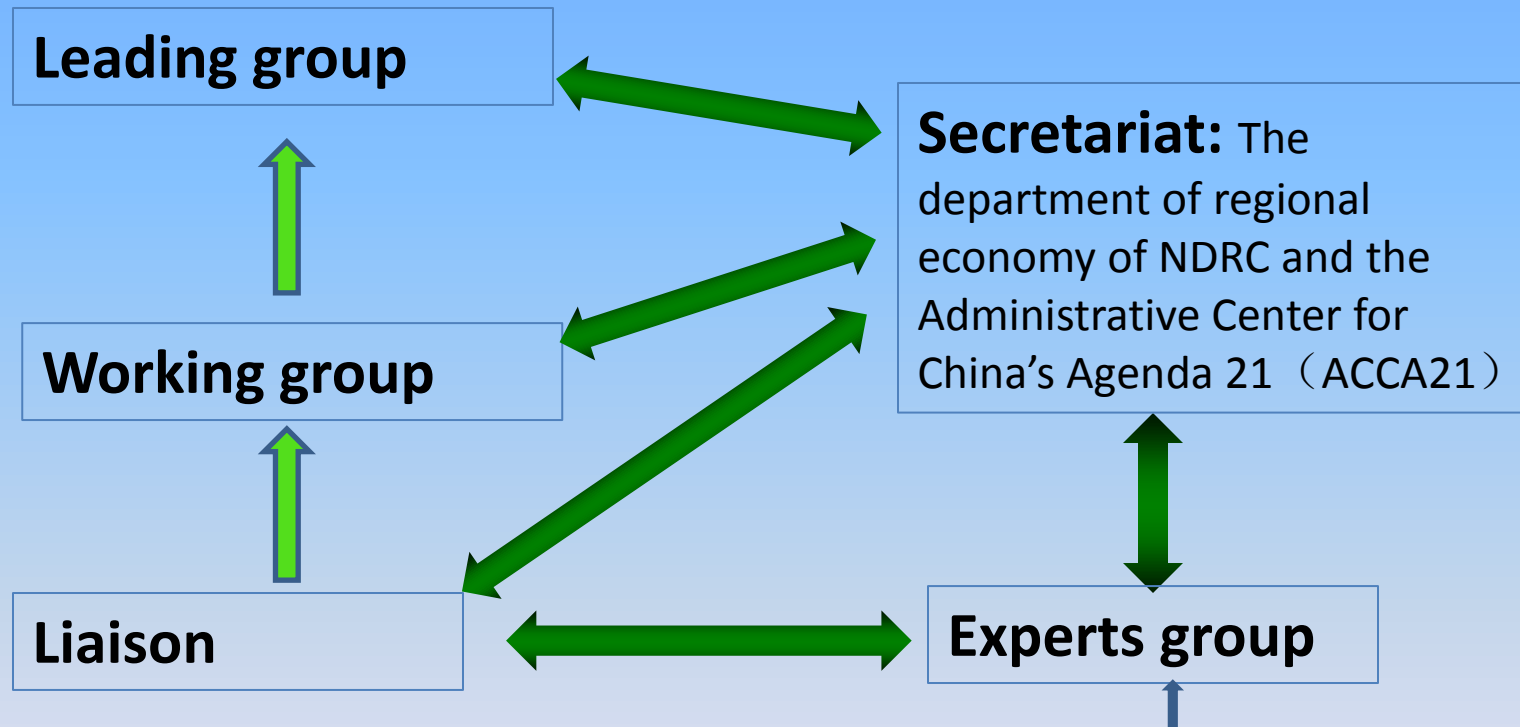 Leading group
Secretariat: The
department of regional
economy of NDRC and the
Administrative Center for
China’s Agenda 21（ACCA21）
Working group
Liaison
Experts group